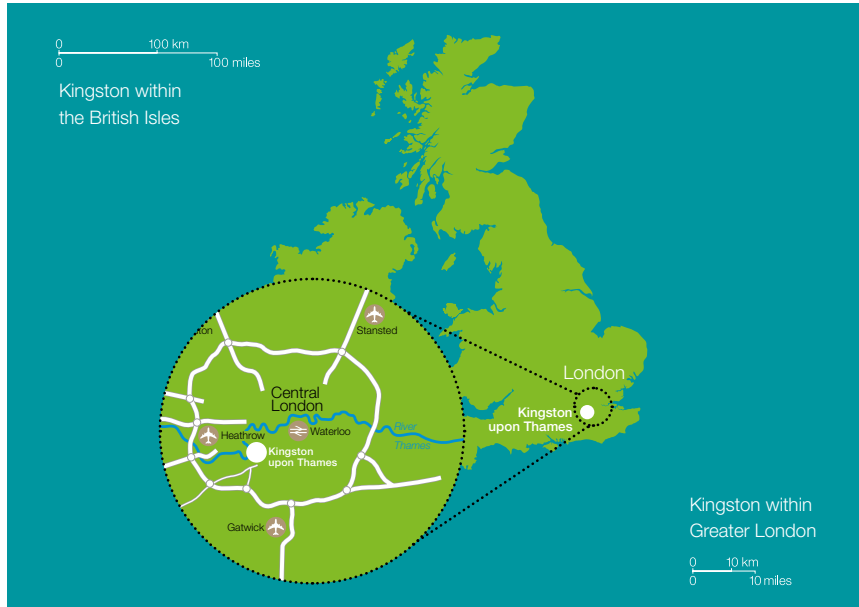 0 100 km
0 100 miles
Kingston within
the British Isles
Stansted
Central
London
River
Thames
Heathrow
Waterloo
Kingston
upon Thames
Gatwick
London
Kingston
upon Thames
Kingston within
Greater London
0 10 km
0 10 miles